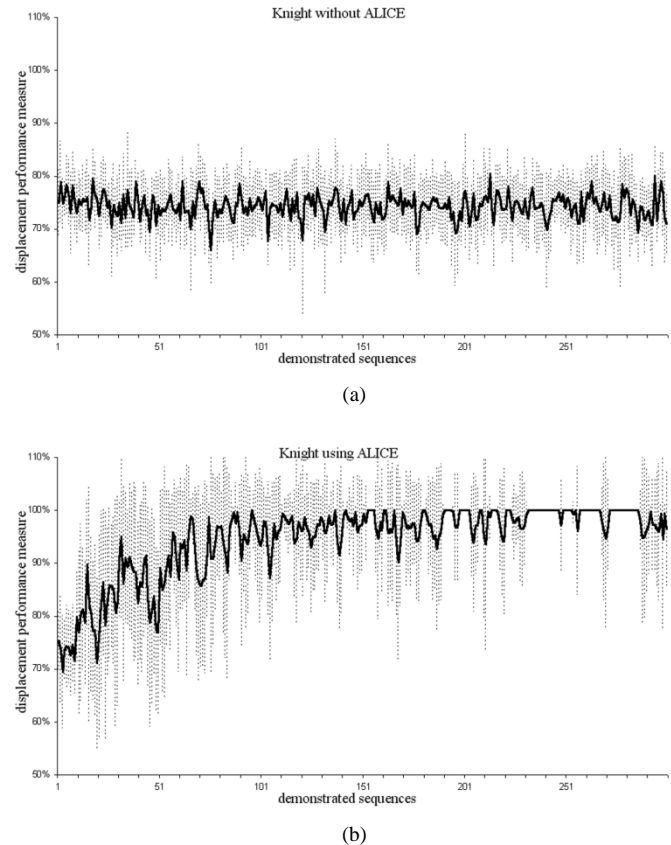 Knight without ALICE
110%
100%
90%
80%
70%
60%
50%
displacement performance measure
1 51 101 151 201 251
demonstrated sequences
(a)
Knight using ALICE
110%
100%
90%
80%
70%
60%
50%
displacement performance measure
1 51 101 151 201 251
demonstrated sequences
(b)